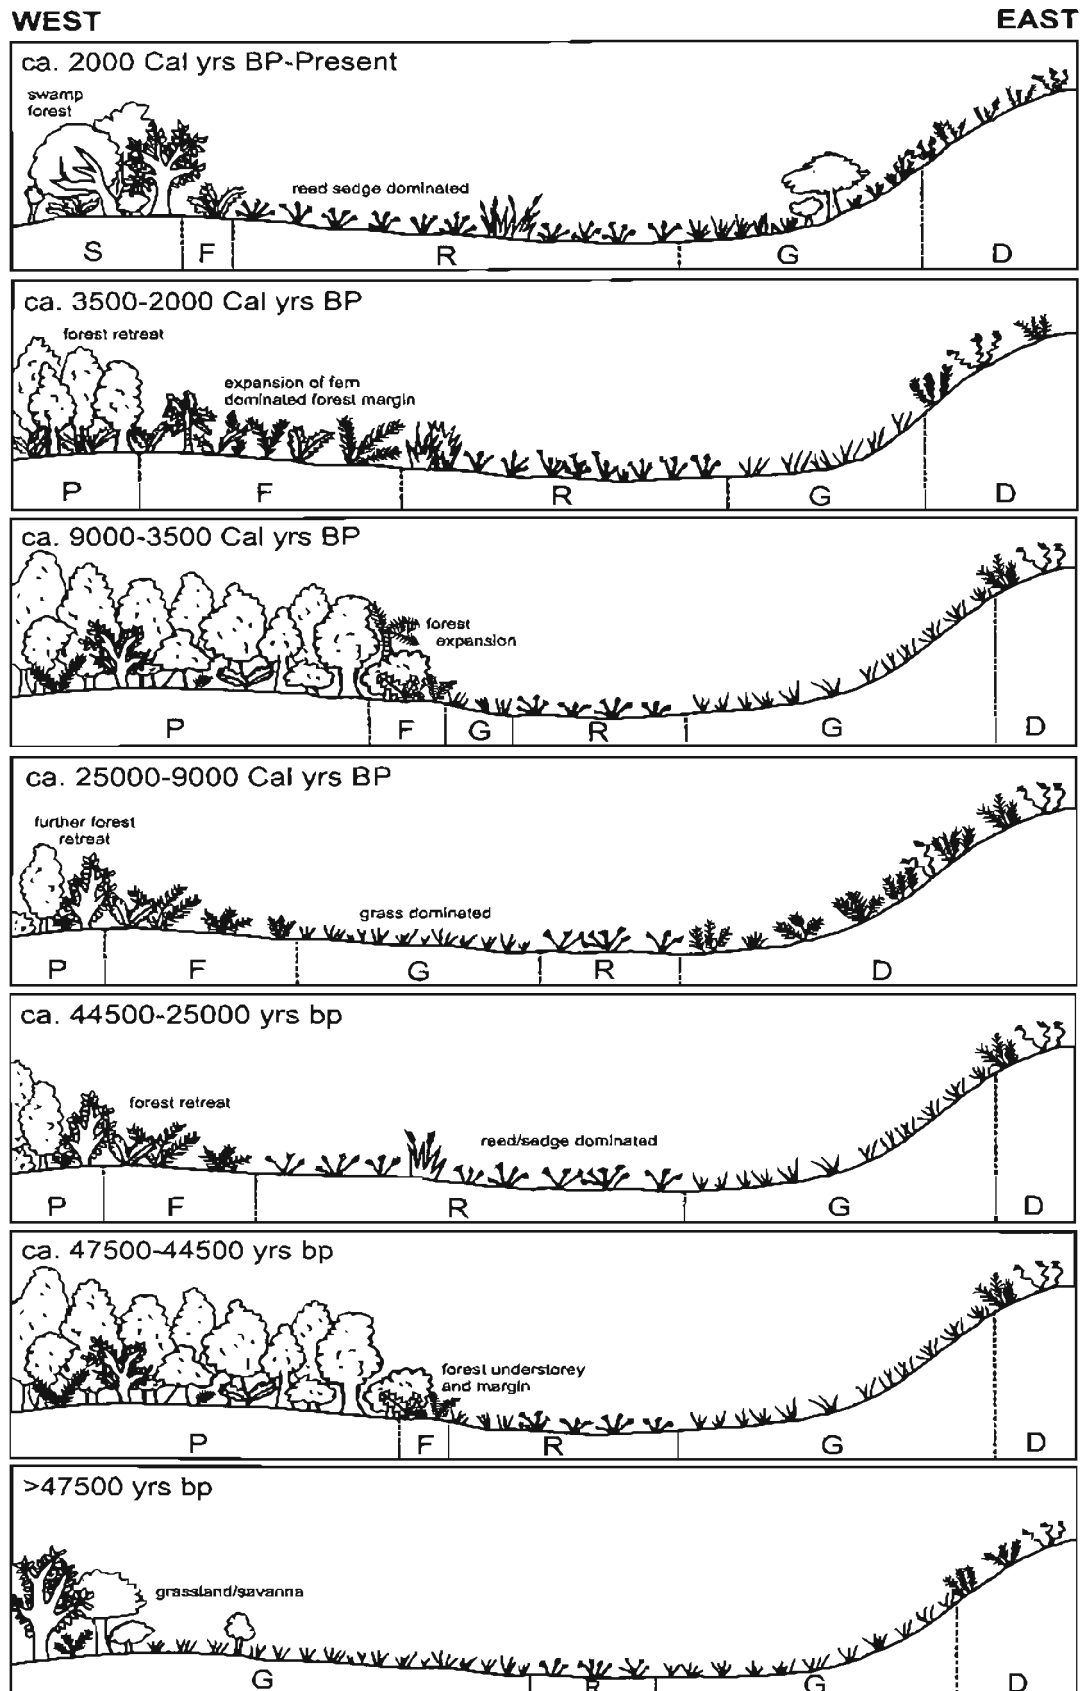 WEST EAST
ca. 2000 Cal yrs BP-Present
swamp
forest
reed sedge dominated
S F R G D
ca. 3500-2000 Cal yrs BP
forest retreat
expansion of fern
dominated forest margin
P F R G D
ca. 9000-3500 Cal yrs BP
forest
expansion
P F G R G D
ca. 25000-9000 Cal yrs BP
further forest
retreat
grass dominated
P F G R D
ca. 44500-25000 yrs bp
forest retreat
reed/sedge dominated
P F R G D
ca. 47500-44500 yrs bp
forest understorey
and margin
P F R G D
>47500 yrs bp
grassland/savanna
G R G D